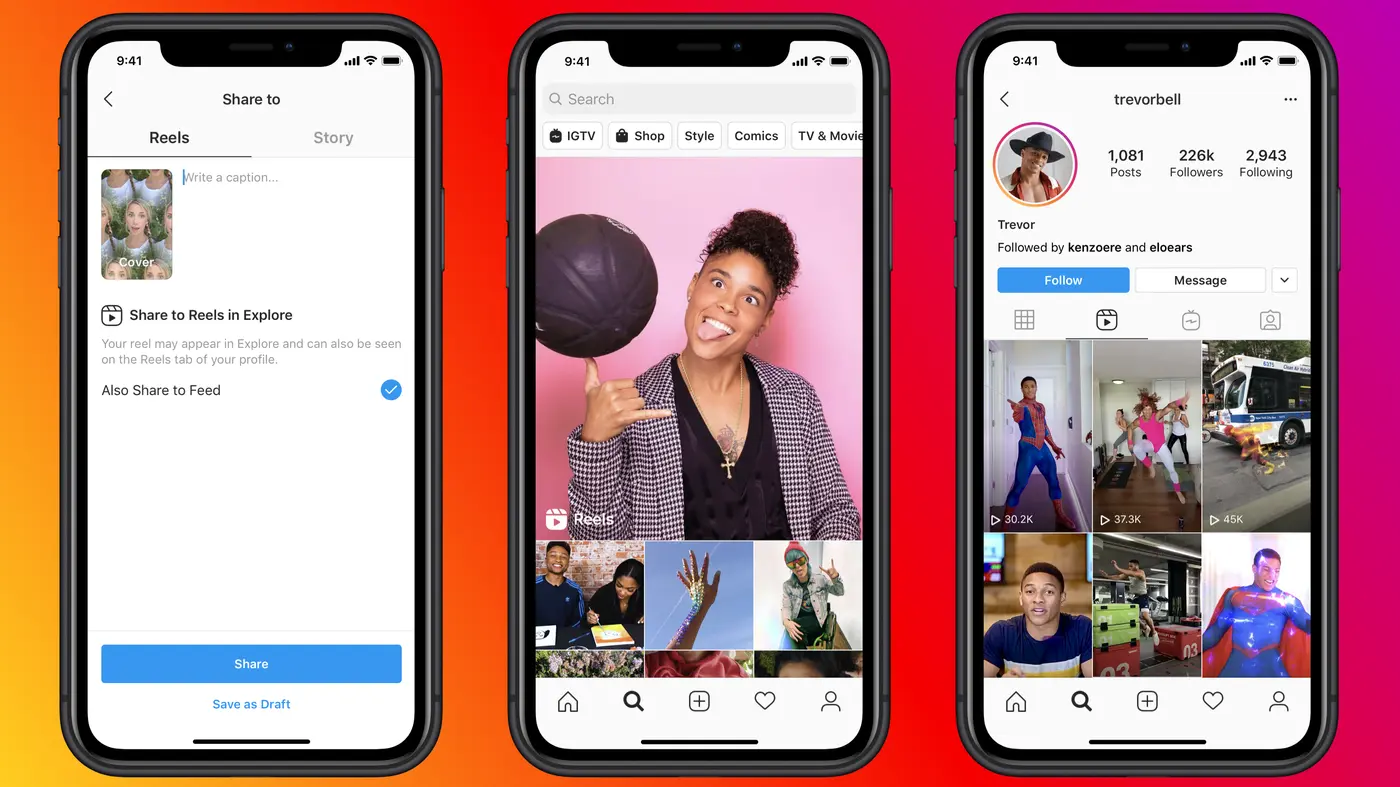 9:41
Share to
Reels
Story
Write a caption...
Cover
Share to Reels in Explore
Your reel may appear in Explore and can also be seen
on the Reels tab of your profile.
Also Share to Feed
Share
Save as Draft
9:41
Search
IGTV
Shop
Style
Comics
TV & Movie
Reels
9:41
trevorbell
1,081
Posts
226k
Followers
2,943
Following
Trevor
Followed by kenzoere and eloears
Follow
Message
6375
30.2K
37.3K
45K
03
03